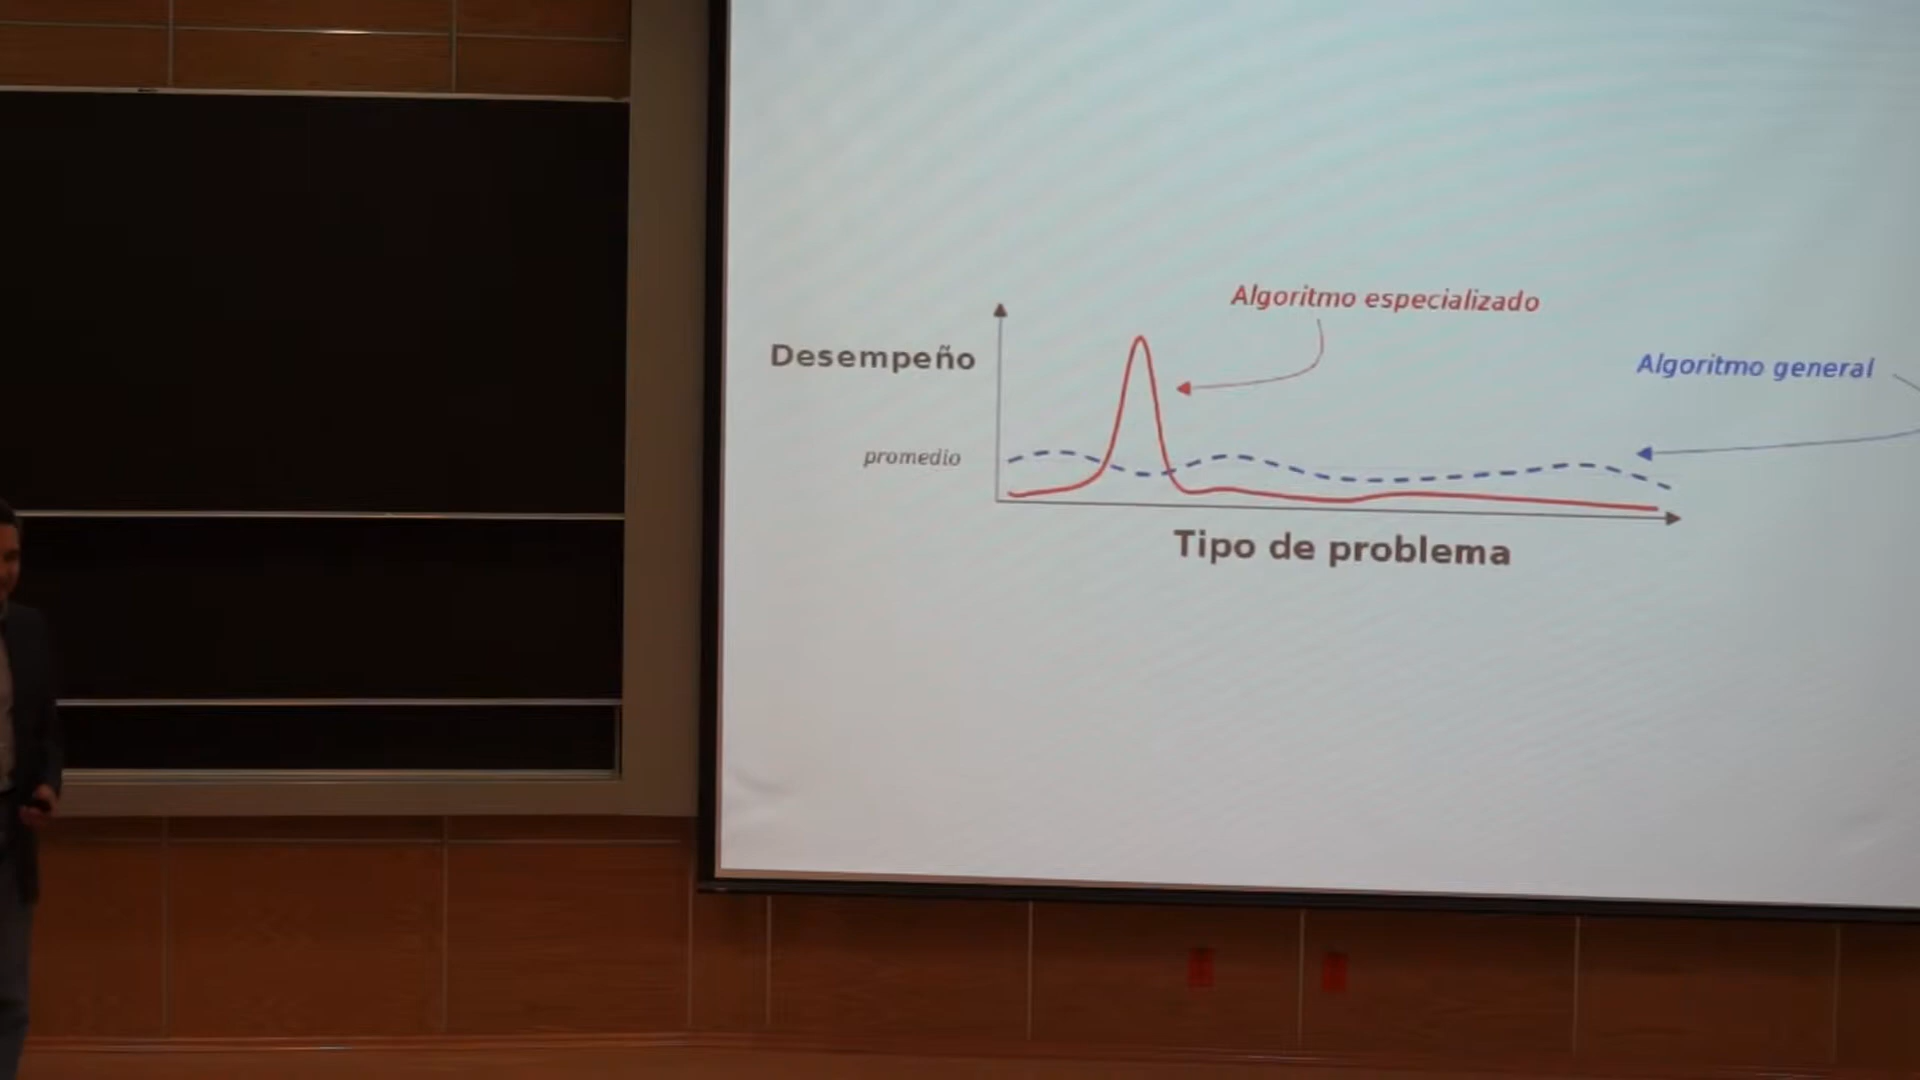 Algoritmo especializado
Desempeño
Algoritmo general
promedio
Tipo de problema